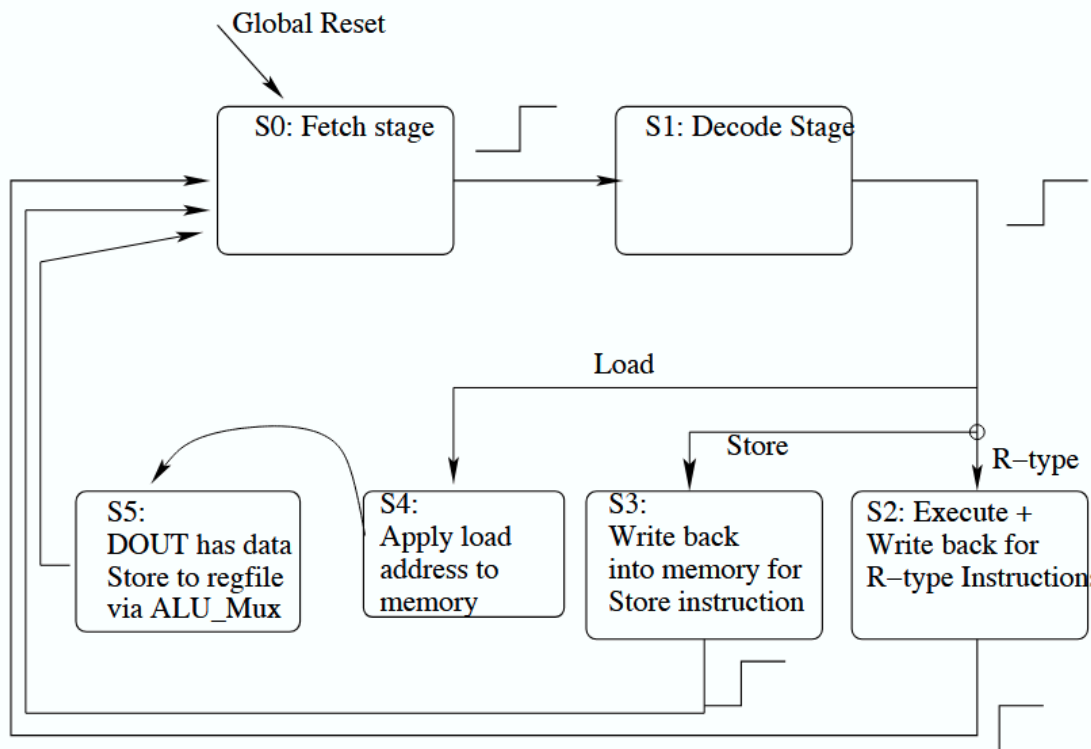 Global Reset
S0: Fetch stage
S1: Decode Stage
Load
Store
R−type
S5:
DOUT has data
Store to regfile
via ALU_Mux
S4:
Apply load
address to
memory
S3:
Write back
into memory for
Store instruction
S2: Execute +
Write back for
R−type Instruction